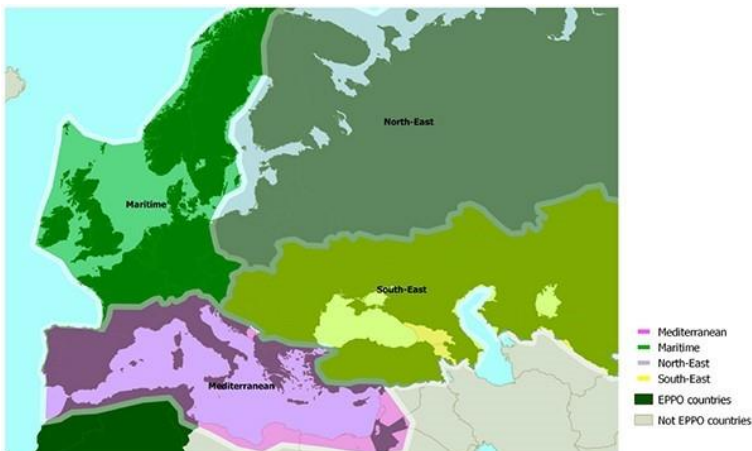 North-East
Maritime
South-East
Mediterranean
Mediterranean
Maritime
North-East
South-East
EPPO countries
Not EPPO countries